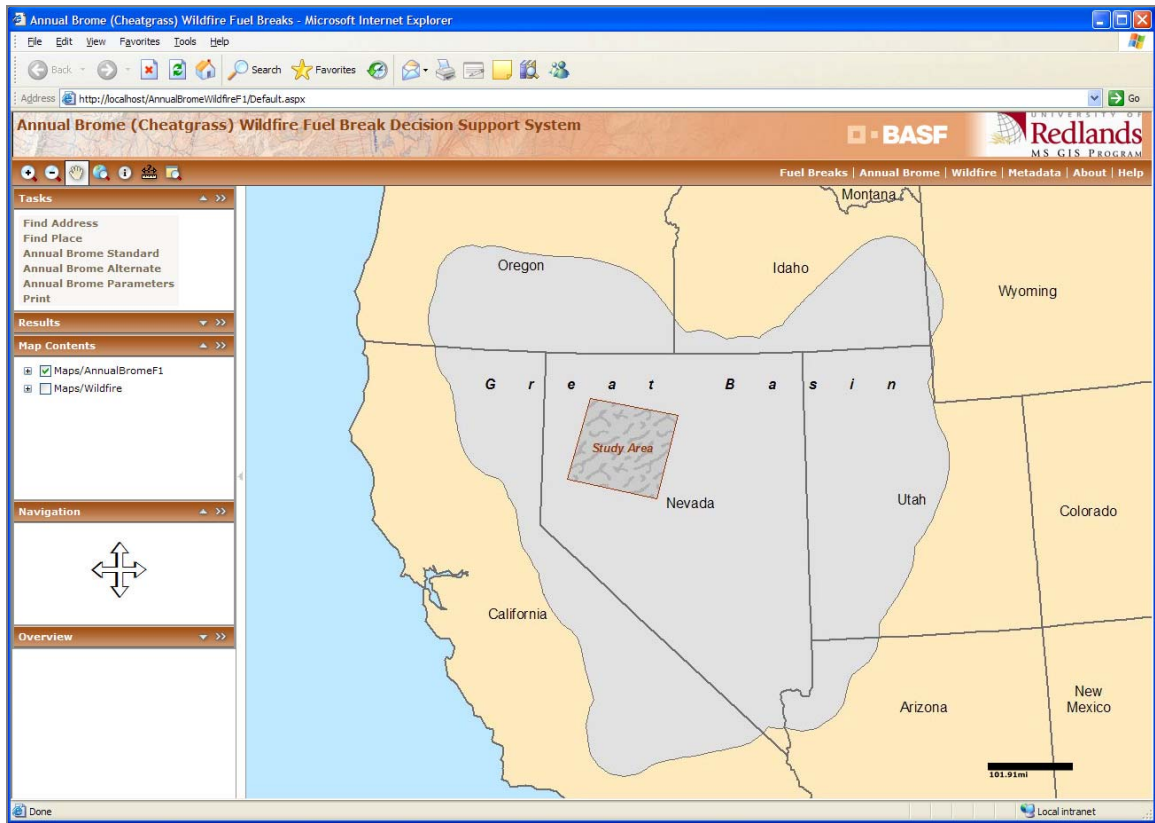 Annual Brome (Cheatgrass) Wildfire Fuel Breaks - Microsoft Internet Explorer
File Edit View Favorites Tools Help
Back Search Favorites
Address http://localhost/AnnualBromeWildfireF1/Default.aspx Go
Annual Brome (Cheatgrass) Wildfire Fuel Break Decision Support System
BASF
UNIVERSITY OF
Redlands
MS GIS PROGRAM
Fuel Breaks | Annual Brome | Wildfire | Metadata | About | Help
Tasks
Find Address
Find Place
Annual Brome Standard
Annual Brome Alternate
Annual Brome Parameters
Print
Results
Map Contents
Maps/AnnualBromeF1
Maps/Wildfire
Navigation
Overview
Montana
Oregon
Idaho
Wyoming
Great Basin
Study Area
Nevada
Utah
Colorado
California
Arizona
New
Mexico
101.91mi
Done
Local intranet